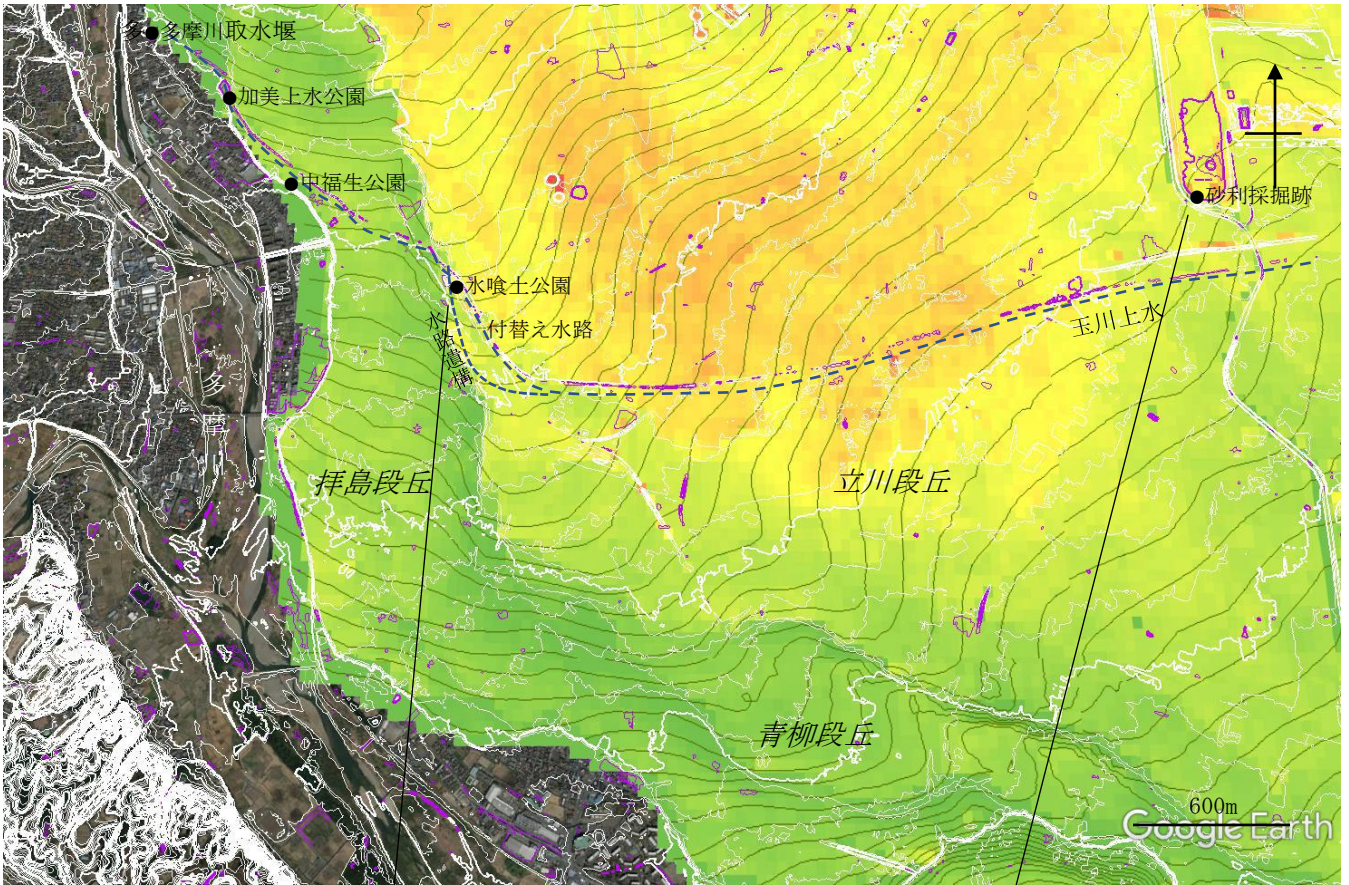 多 多摩川取水堰
加美上水公園
中福生公園
砂利採掘跡
水喰土公園
付替え水路
水路遺構
玉川上水
多
摩
拝島段丘
立川段丘
青柳段丘
600m
Google Earth